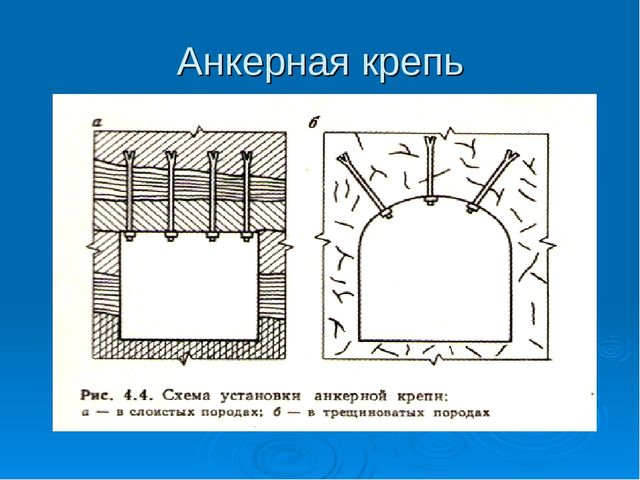 Анкерная крепь
а б
Рис. 4.4. Схема установки анкерной крепи:
а — в слоистых породах; б — в трещиноватых породах